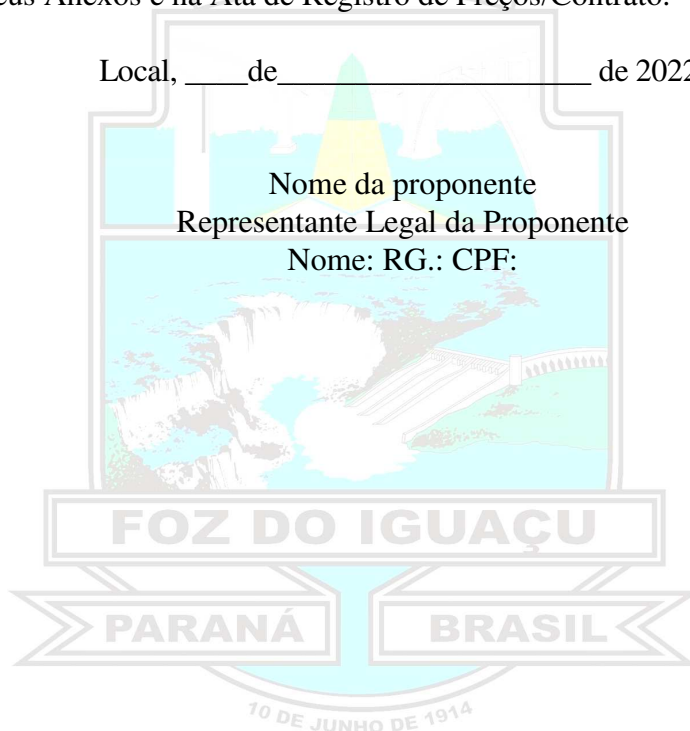 eus Anexos e na Ata de Registro de Preços/Contrato.
Local, ____de____________________ de 2022
Nome da proponente
Representante Legal da Proponente
Nome: RG.: CPF:
FOZ DO IGUAÇU
PARANÁ BRASIL
10 DE JUNHO DE 1914